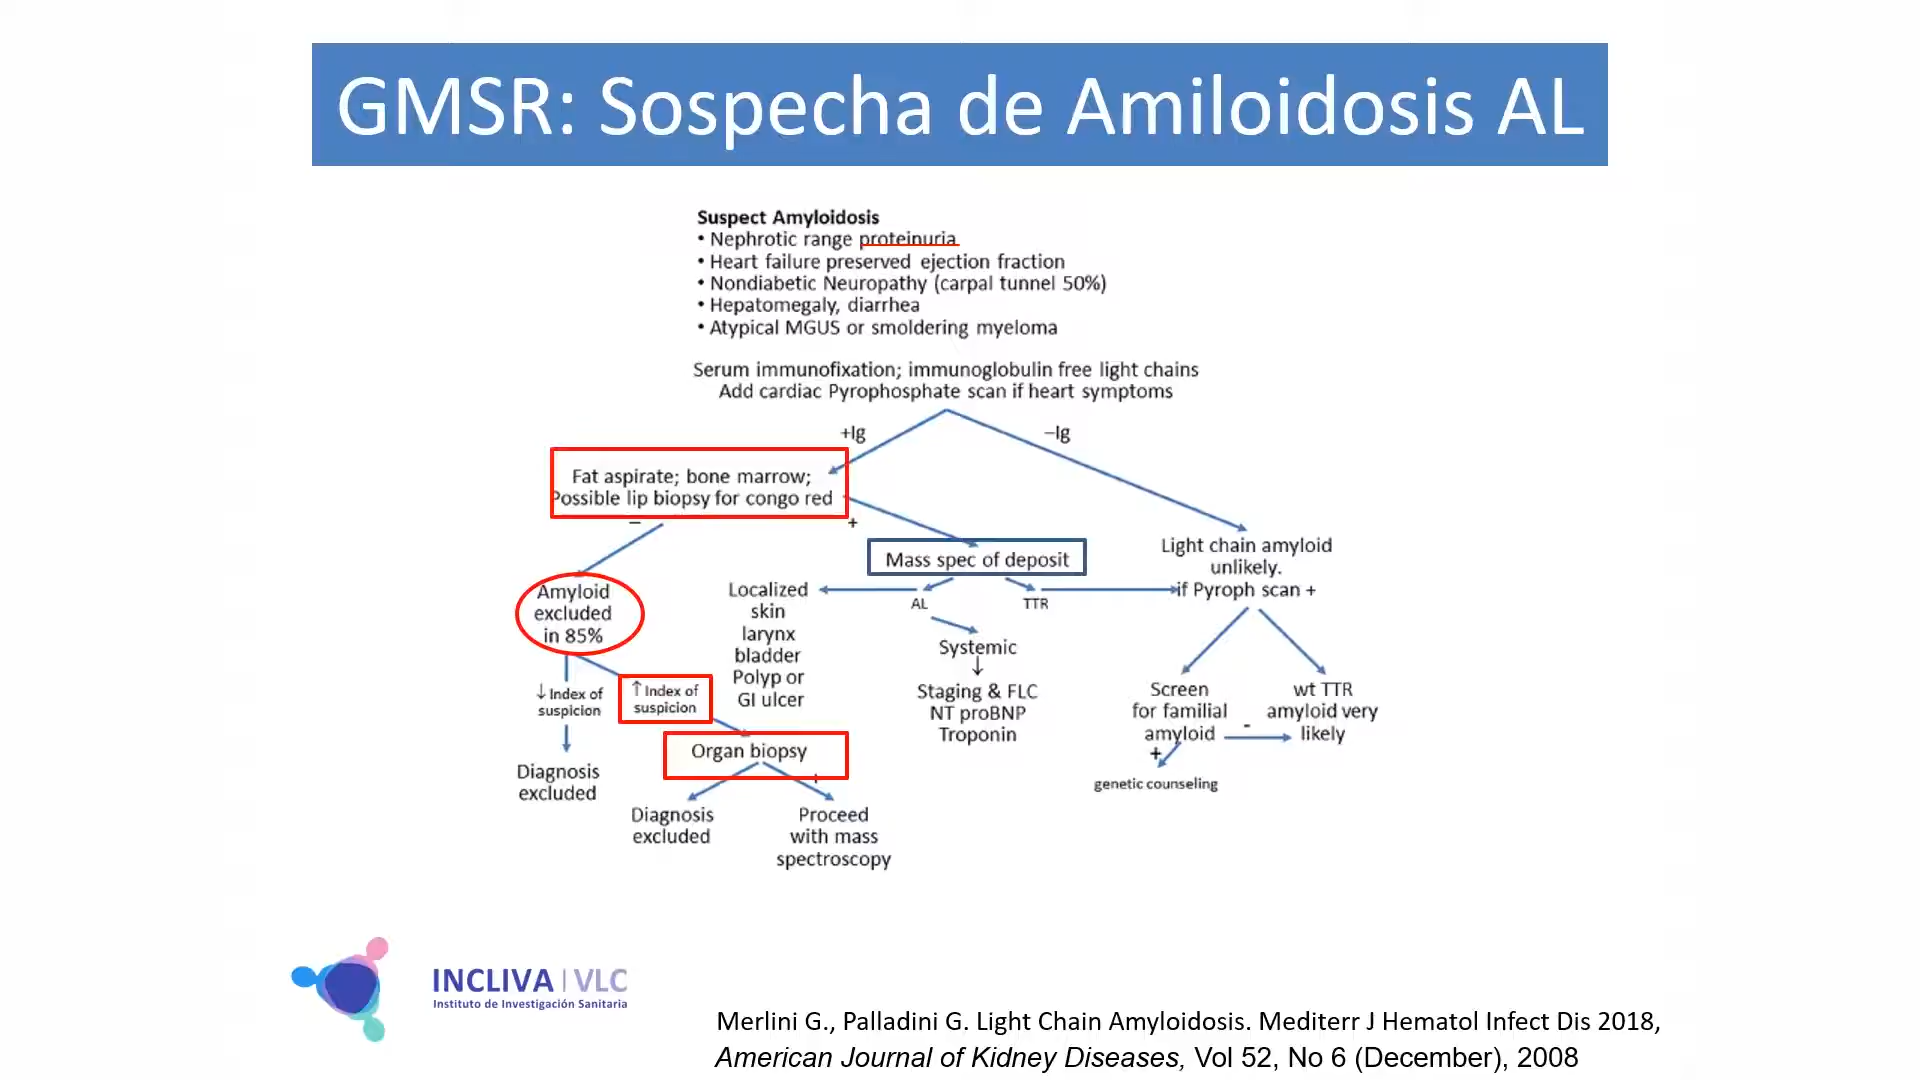 GMSR: Sospecha de Amiloidosis AL
Suspect Amyloidosis
• Nephrotic range proteinuria
• Heart failure preserved ejection fraction
• Nondiabetic Neuropathy (carpal tunnel 50%)
• Hepatomegaly, diarrhea
• Atypical MGUS or smoldering myeloma
Serum immunofixation; immunoglobulin free light chains
Add cardiac Pyrophosphate scan if heart symptoms
+Ig
–Ig
Fat aspirate; bone marrow;
Possible lip biopsy for congo red
–
+
Mass spec of deposit
Light chain amyloid
unlikely.
if Pyroph scan +
Amyloid
excluded
in 85%
Localized
skin
larynx
bladder
Polyp or
GI ulcer
AL
TTR
Systemic
↓
Staging & FLC
NT proBNP
Troponin
↓ Index of
suspicion
↑ Index of
suspicion
Screen
for familial
amyloid
-
wt TTR
amyloid very
likely
+
genetic counseling
Organ biopsy
+
Diagnosis
excluded
Diagnosis
excluded
Proceed
with mass
spectroscopy
INCLIVA | VLC
Instituto de Investigación Sanitaria
Merlini G., Palladini G. Light Chain Amyloidosis. Mediterr J Hematol Infect Dis 2018,
American Journal of Kidney Diseases, Vol 52, No 6 (December), 2008